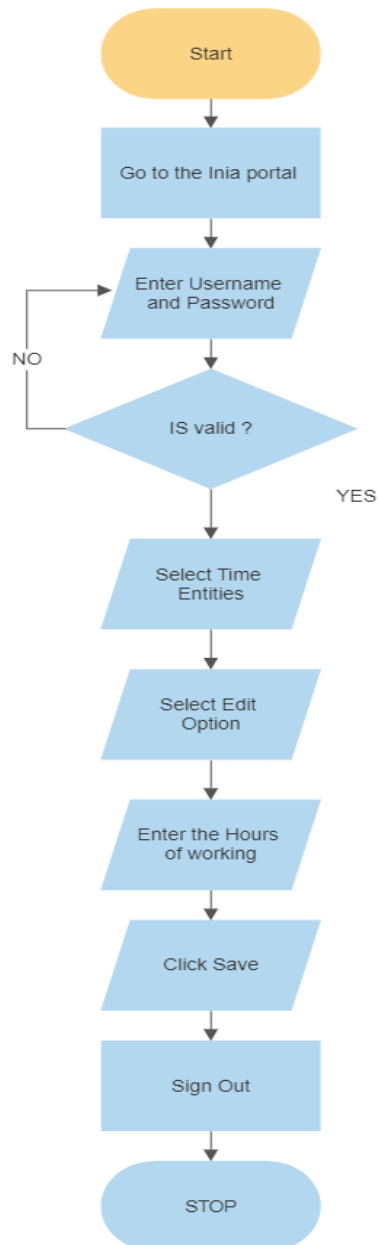 Start
Go to the Inia portal
Enter Username
and Password
NO
IS valid ?
YES
Select Time
Entities
Select Edit
Option
Enter the Hours
of working
Click Save
Sign Out
STOP